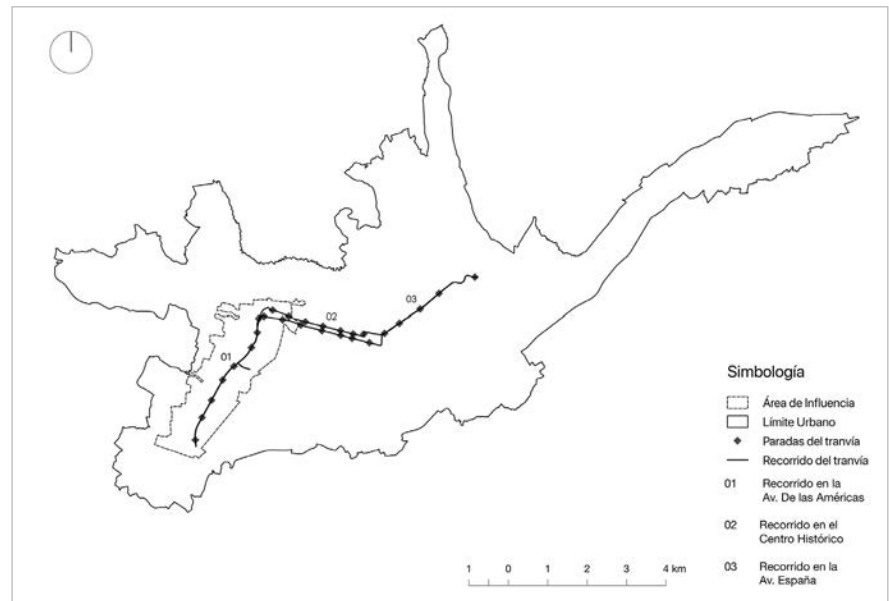 03
02
01
Simbología
Área de Influencia
Límite Urbano
Paradas del tranvía
Recorrido del tranvía
01 Recorrido en la
Av. De las Américas
02 Recorrido en el
Centro Histórico
03 Recorrido en la
Av. España
1 0 1 2 3 4 km